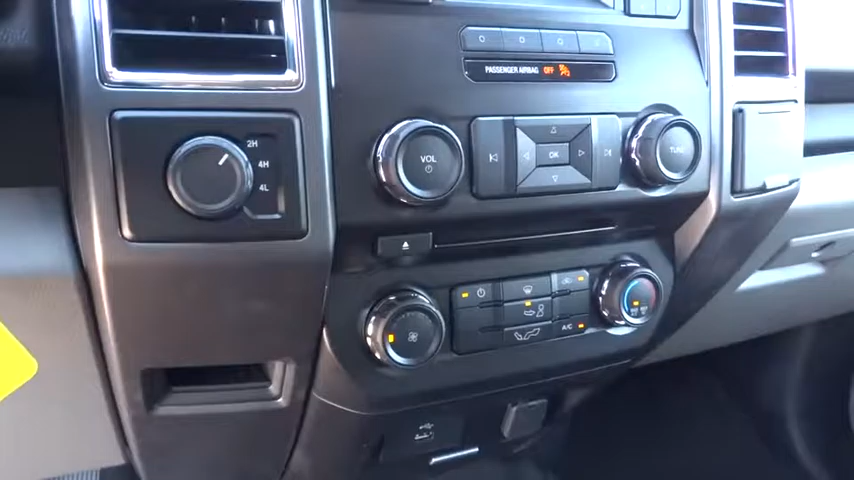 PASSENGER AIRBAG OFF
2H
4H
4L
VOL
OK
TUNE
A/C